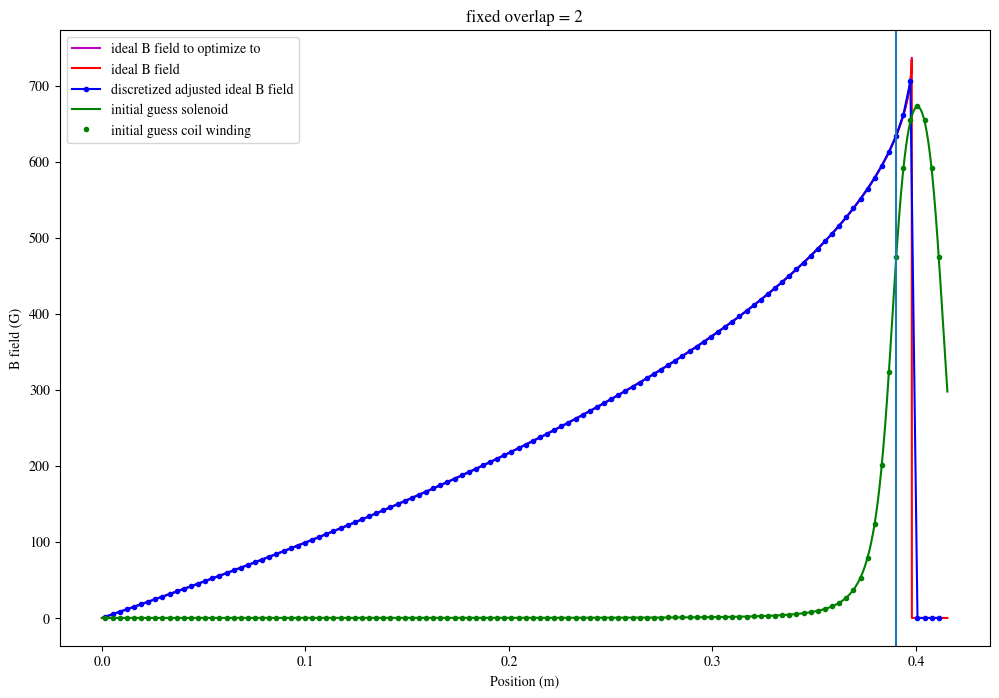 fixed overlap = 2
ideal B field to optimize to
ideal B field
discretized adjusted ideal B field
initial guess solenoid
initial guess coil winding
B field (G)
700
600
500
400
300
200
100
0
0.0 0.1 0.2 0.3 0.4
Position (m)